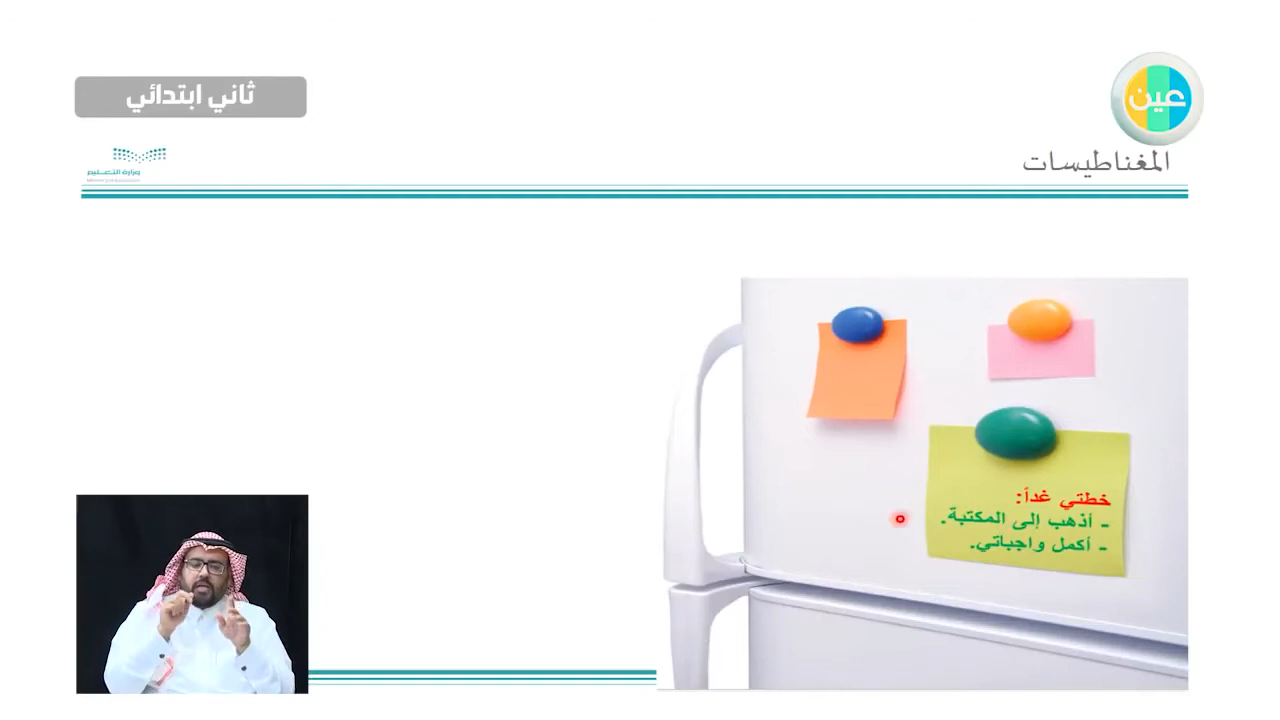 ثاني ابتدائي
عين
وزارة التعليم
المغناطيسات
خطتي غداً:
- أذهب إلى المكتبة.
- أكمل واجباتي.